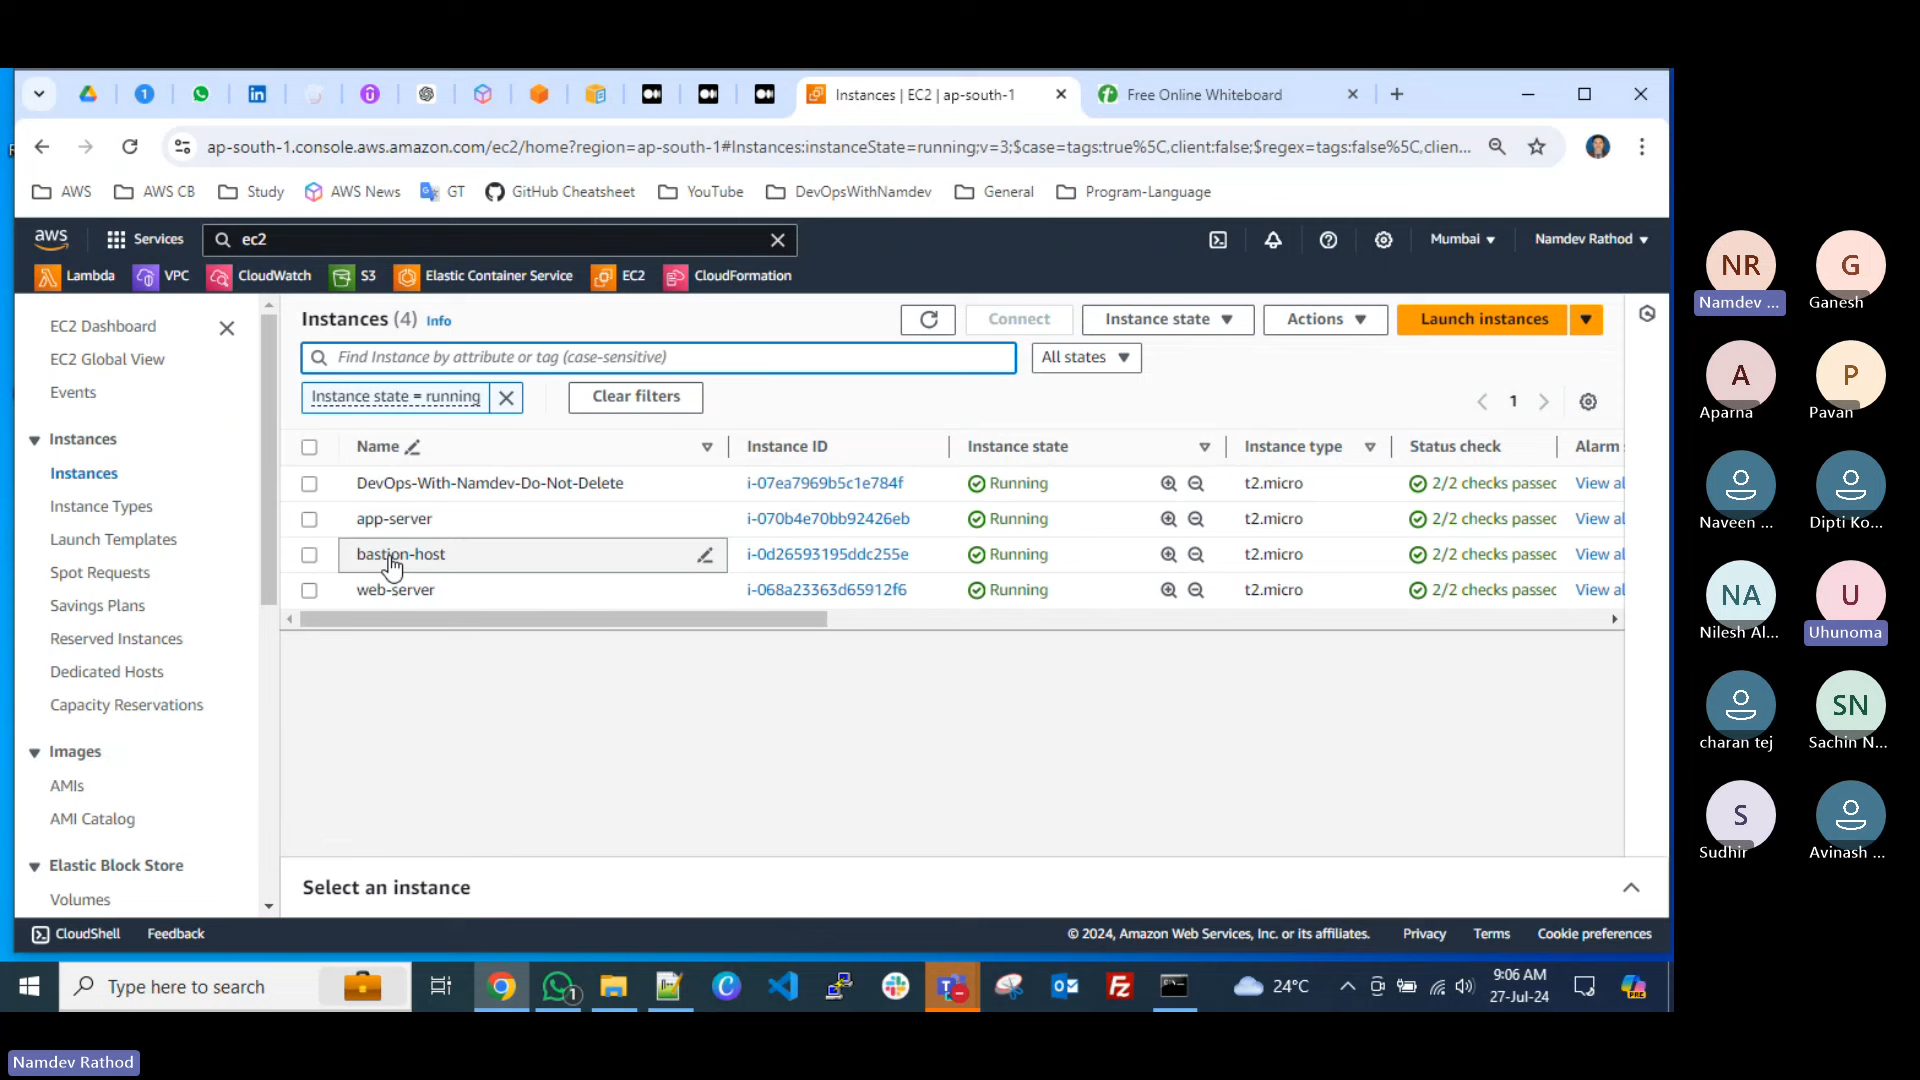 Instances | EC2 | ap-south-1
Free Online Whiteboard
ap-south-1.console.aws.amazon.com/ec2/home?region=ap-south-1#Instances:instanceState=running;v=3;$case=tags:true%5C,client:false;$regex=tags:false%5C,clien...
AWS
AWS CB
Study
AWS News
GT
GitHub Cheatsheet
YouTube
DevOpsWithNamdev
General
Program-Language
aws
Services
ec2
Mumbai
Namdev Rathod
Lambda
VPC
CloudWatch
S3
Elastic Container Service
EC2
CloudFormation
EC2 Dashboard
EC2 Global View
Events
Instances
Instances
Instance Types
Launch Templates
Spot Requests
Savings Plans
Reserved Instances
Dedicated Hosts
Capacity Reservations
Images
AMIs
AMI Catalog
Elastic Block Store
Volumes
Instances (4) Info
Connect
Instance state
Actions
Launch instances
Find Instance by attribute or tag (case-sensitive)
All states
Instance state = running
Clear filters
1
Name Instance ID Instance state Instance type Status check Alarm
DevOps-With-Namdev-Do-Not-Delete i-07ea7969b5c1e784f Running t2.micro 2/2 checks passec View al
app-server i-070b4e70bb92426eb Running t2.micro 2/2 checks passec View al
bastion-host i-0d26593195ddc255e Running t2.micro 2/2 checks passec View al
web-server i-068a23363d65912f6 Running t2.micro 2/2 checks passec View al
Select an instance
CloudShell
Feedback
© 2024, Amazon Web Services, Inc. or its affiliates.
Privacy
Terms
Cookie preferences
Type here to search
1
24°C
9:06 AM
27-Jul-24
PRE
NR
Namdev ...
G
Ganesh
A
Aparna
P
Pavan
Naveen ...
Dipti Ko...
NA
Nilesh Al...
U
Uhunoma
charan tej
SN
Sachin N...
S
Sudhir
Avinash ...
Namdev Rathod